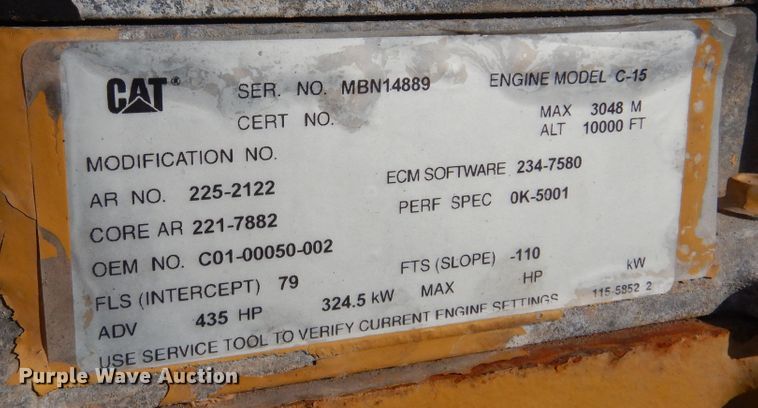 CAT® SER. NO. MBN14889 ENGINE MODEL C-15
CERT NO. MAX 3048 M
ALT 10000 FT
MODIFICATION NO.
AR NO. 225-2122 ECM SOFTWARE 234-7580
CORE AR 221-7882 PERF SPEC 0K-5001
OEM NO. C01-00050-002
FLS (INTERCEPT) 79 FTS (SLOPE) -110
ADV 435 HP 324.5 kW MAX HP kW
USE SERVICE TOOL TO VERIFY CURRENT ENGINE SETTINGS 115-5852 2
Purple Wave Auction